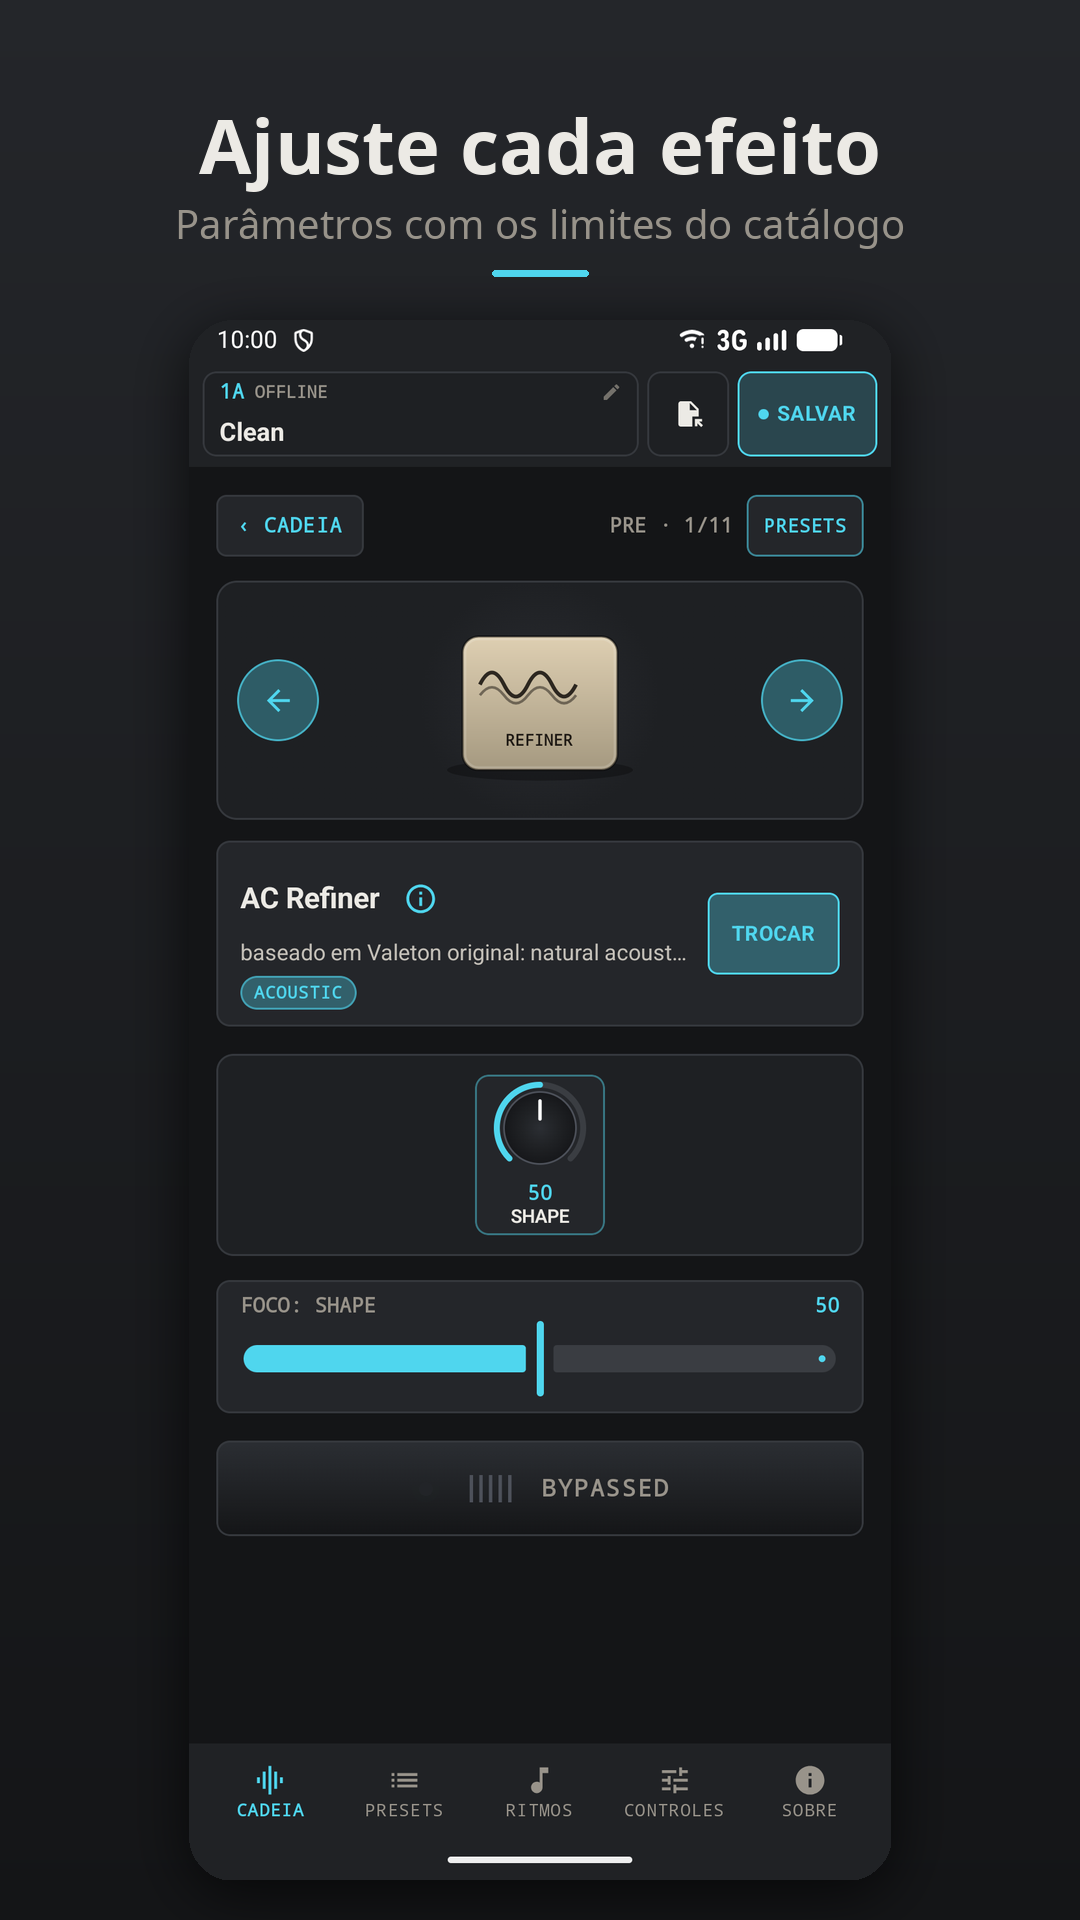 Ajuste cada efeito
Parâmetros com os limites do catálogo
10:00 3G
1A OFFLINE
Clean
SALVAR
‹ CADEIA
PRE · 1/11
PRESETS
REFINER
AC Refiner
baseado em Valeton original: natural acoust...
ACOUSTIC
TROCAR
50
SHAPE
FOCO: SHAPE 50
BYPASSED
CADEIA PRESETS RITMOS CONTROLES SOBRE